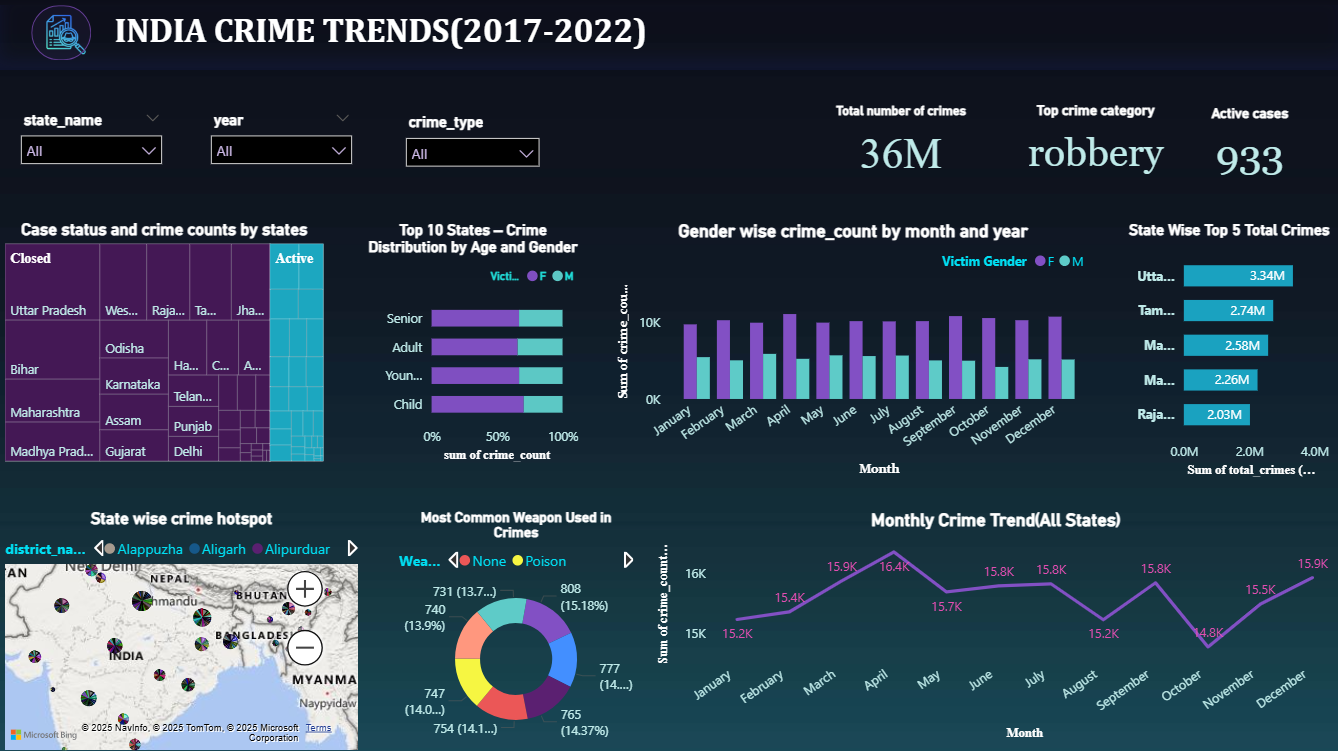 INDIA CRIME TRENDS(2017-2022)
state_name
All
year
All
crime_type
All
Total number of crimes
36M
Top crime category
robbery
Active cases
933
Case status and crime counts by states
Closed
Active
Uttar Pradesh
Wes...
Raja...
Ta...
Jha...
Bihar
Odisha
Ha...
C...
A...
Karnataka
Maharashtra
Telan...
Assam
Punjab
Madhya Prad...
Gujarat
Delhi
Top 10 States – Crime
Distribution by Age and Gender
Victi...
F
M
Senior
Adult
Youn...
Child
0%
50%
100%
sum of crime_count
Gender wise crime_count by month and year
Victim Gender
F
M
Sum of crime_cou...
10K
0K
January
February
March
April
May
June
July
August
September
October
November
December
Month
State Wise Top 5 Total Crimes
Utta...
3.34M
Tam...
2.74M
Ma...
2.58M
Ma...
2.26M
Raja...
2.03M
0.0M
2.0M
4.0M
Sum of total_crimes (...
State wise crime hotspot
district_na...
Alappuzha
Aligarh
Alipurduar
TAN
New Delhi
NEPAL
hmandu
BHUTAN
BANGLADESH
INDIA
MYANMA
Naypyidaw
Microsoft Bing
© 2025 NavInfo, © 2025 TomTom, © 2025 Microsoft
Corporation
Terms
Most Common Weapon Used in
Crimes
Wea...
None
Poison
808
(15.18%)
777
(14....)
765
(14.37%)
754 (14.1...)
747
(14.0...)
740
(13.9%)
731 (13.7...)
Monthly Crime Trend(All States)
Sum of crime_count...
16K
15K
15.2K
15.4K
15.9K
16.4K
15.7K
15.8K
15.8K
15.2K
15.8K
14.8K
15.5K
15.9K
January
February
March
April
May
June
July
August
September
October
November
December
Month